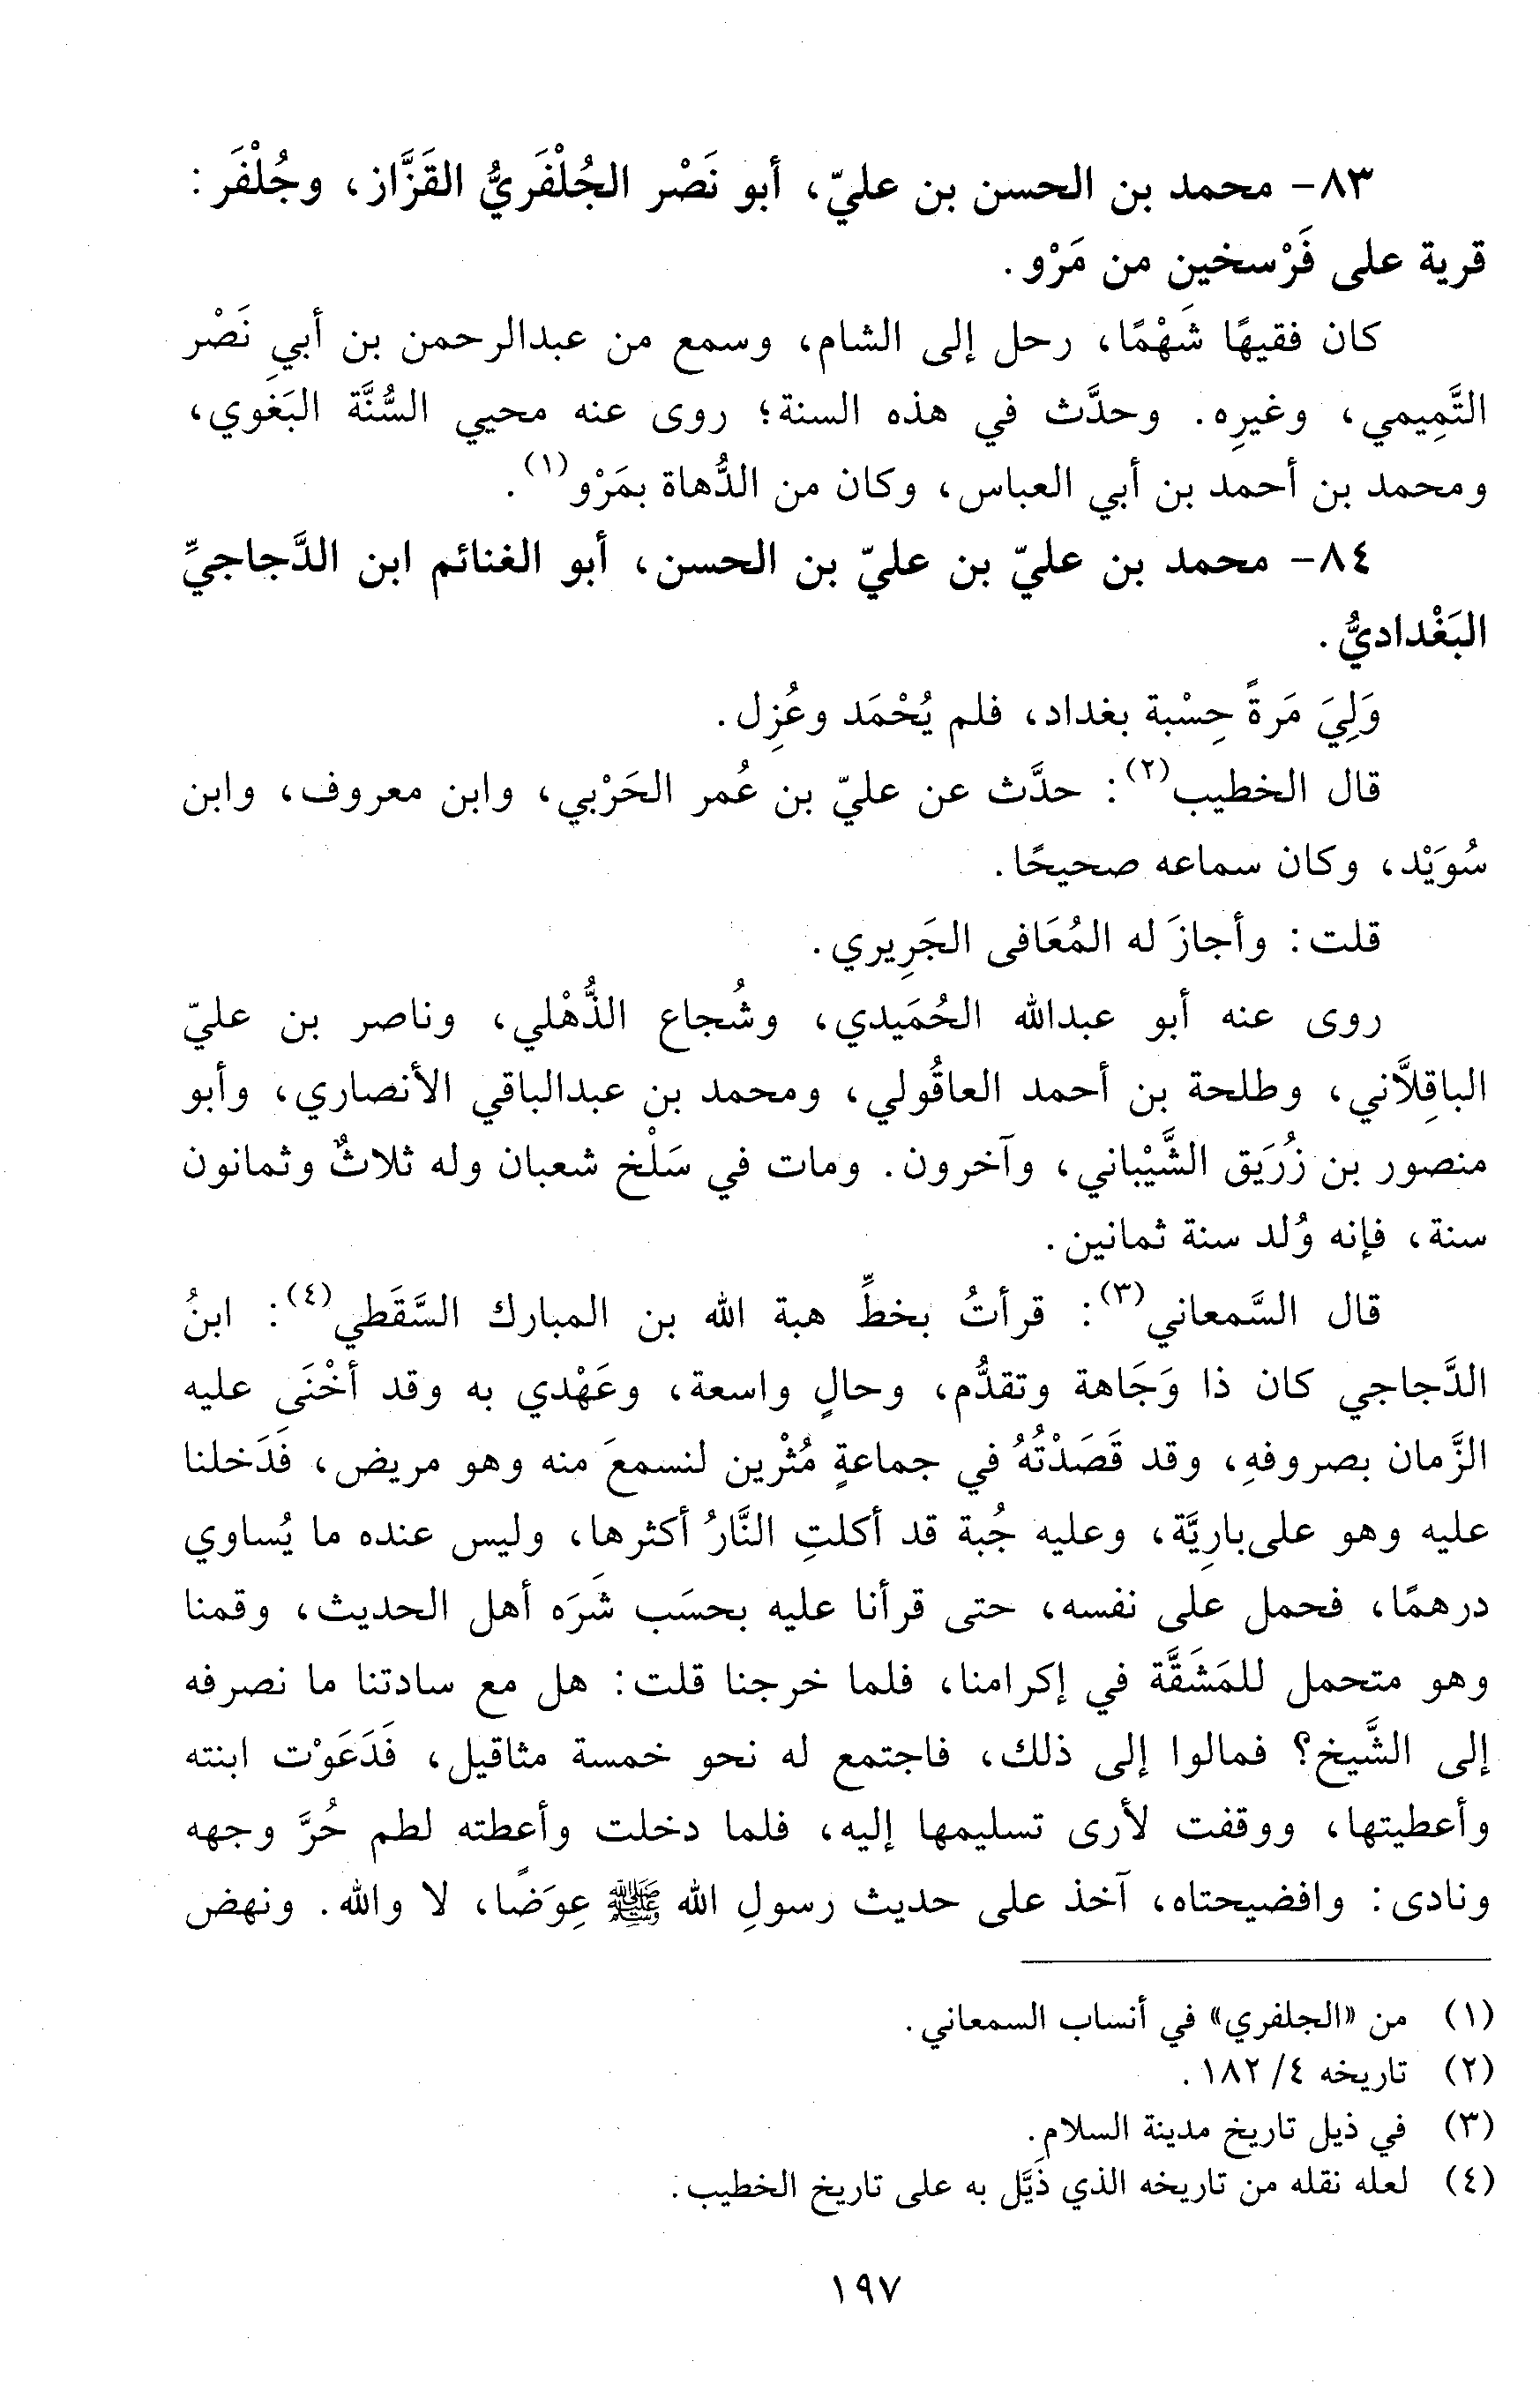 ٨٣- محمد بن الحسن بن عليّ، أبو نَصْر الجُلْفَريُّ القَزَّاز، وجُلْفَر:
قرية على فَرْسخين من مَرْو.
كان فقيهًا شَهْمًا، رحل إلى الشام، وسمع من عبدالرحمن بن أبي نَصْر
التَّمِيمي، وغيرِه. وحدَّث في هذه السنة؛ روى عنه محيي السُّنَّة البَغَوي،
ومحمد بن أحمد بن أبي العباس، وكان من الدُّهاة بمَرْو(١).
٨٤- محمد بن عليّ بن عليّ بن الحسن، أبو الغنائم ابن الدَّجاجيِّ
البَغْداديُّ.
وَلِيَ مَرةً حِسْبة بغداد، فلم يُحْمَد وعُزِل.
قال الخطيب(٢): حدَّث عن عليّ بن عُمر الحَرْبي، وابن معروف، وابن
سُوَيْد، وكان سماعه صحيحًا.
قلت: وأجازَ له المُعَافى الجَرِيري.
روى عنه أبو عبدالله الحُمَيدي، وشُجاع الذُّهْلي، وناصر بن عليّ
الباقِلاَّني، وطلحة بن أحمد العاقُولي، ومحمد بن عبدالباقي الأنصاري، وأبو
منصور بن زُرَيق الشَّيْباني، وآخرون. ومات في سَلْخ شعبان وله ثلاثٌ وثمانون
سنة، فإنه وُلد سنة ثمانين.
قال السَّمعاني(٣): قرأتُ بخطِّ هبة الله بن المبارك السَّقَطي(٤): ابنُ
الدَّجاجي كان ذا وَجَاهة وتقدُّم، وحالٍ واسعة، وعَهْدي به وقد أخْنَى عليه
الزَّمان بصروفهِ، وقد قَصَدْتُهُ في جماعةٍ مُثْرين لنسمعَ منه وهو مريض، فَدَخلنا
عليه وهو على بارِيَّة، وعليه جُبة قد أكلتِ النَّارُ أكثرها، وليس عنده ما يُساوي
درهمًا، فحمل على نفسه، حتى قرأنا عليه بحسَب شَرَه أهل الحديث، وقمنا
وهو متحمل للمَشَقَّة في إكرامنا، فلما خرجنا قلت: هل مع سادتنا ما نصرفه
إلى الشَّيخ؟ فمالوا إلى ذلك، فاجتمع له نحو خمسة مثاقيل، فَدَعَوْت ابنته
وأعطيتها، ووقفت لأرى تسليمها إليه، فلما دخلت وأعطته لطم حُرَّ وجهه
ونادى: وافضيحتاه، آخذ على حديث رسولِ الله ﷺ عِوَضًا، لا والله. ونهض
(١) من «الجلفري» في أنساب السمعاني.
(٢) تاريخه ٤/ ١٨٢.
(٣) في ذيل تاريخ مدينة السلام.
(٤) لعله نقله من تاريخه الذي ذَيَّل به على تاريخ الخطيب.
١٩٧